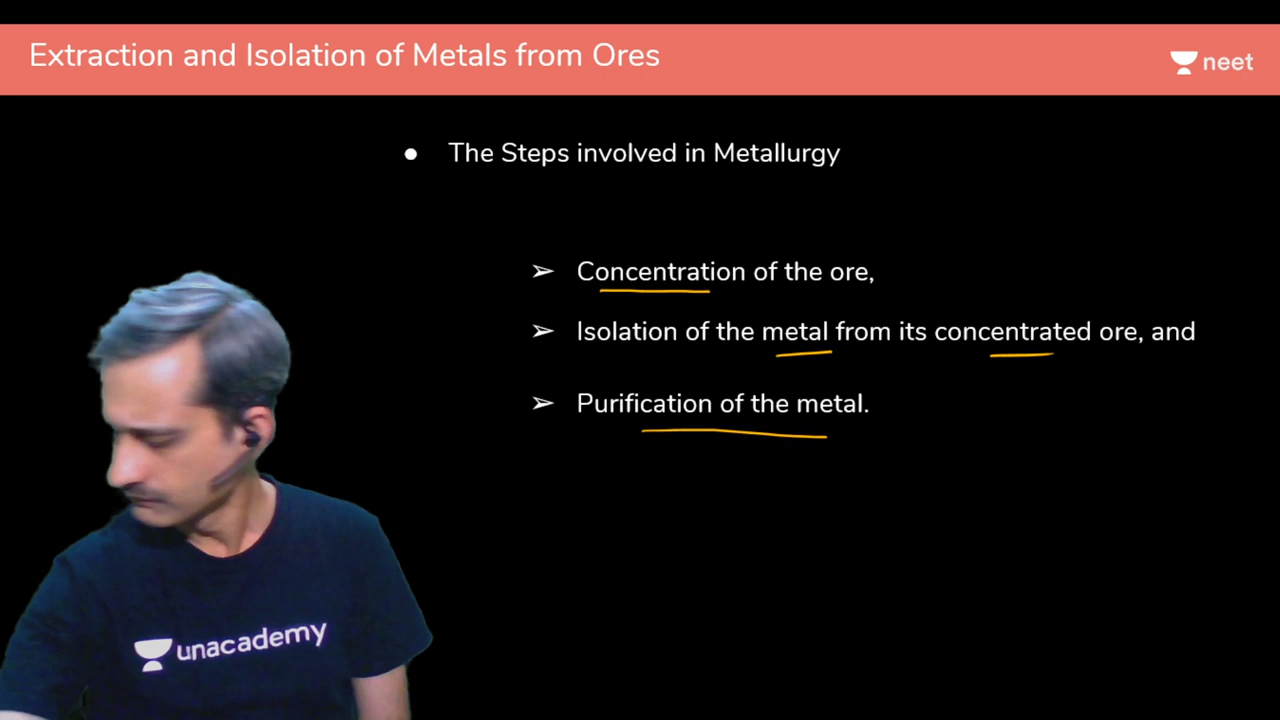 Extraction and Isolation of Metals from Ores
neet
● The Steps involved in Metallurgy
➢ Concentration of the ore,
➢ Isolation of the metal from its concentrated ore, and
➢ Purification of the metal.
unacademy